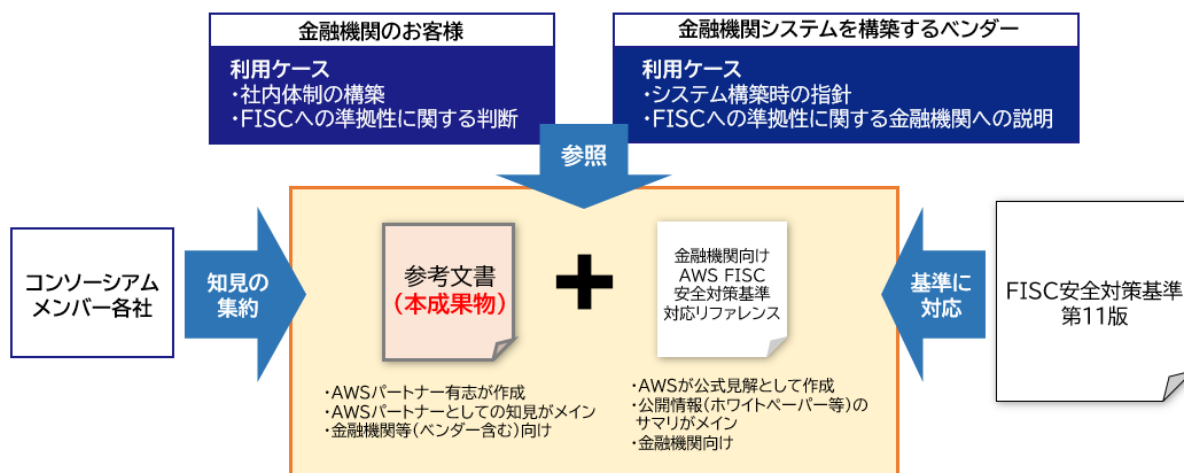 金融機関のお客様
利用ケース
・社内体制の構築
・FISCへの準拠性に関する判断
金融機関システムを構築するベンダー
利用ケース
・システム構築時の指針
・FISCへの準拠性に関する金融機関への説明
参照
コンソーシアム
メンバー各社
知見の
集約
参考文書
(本成果物)
・AWSパートナー有志が作成
・AWSパートナーとしての知見がメイン
・金融機関等(ベンダー含む)向け
+
金融機関向け
AWS FISC
安全対策基準
対応リファレンス
・AWSが公式見解として作成
・公開情報(ホワイトペーパー等)の
サマリがメイン
・金融機関向け
基準に
対応
FISC安全対策基準
第11版